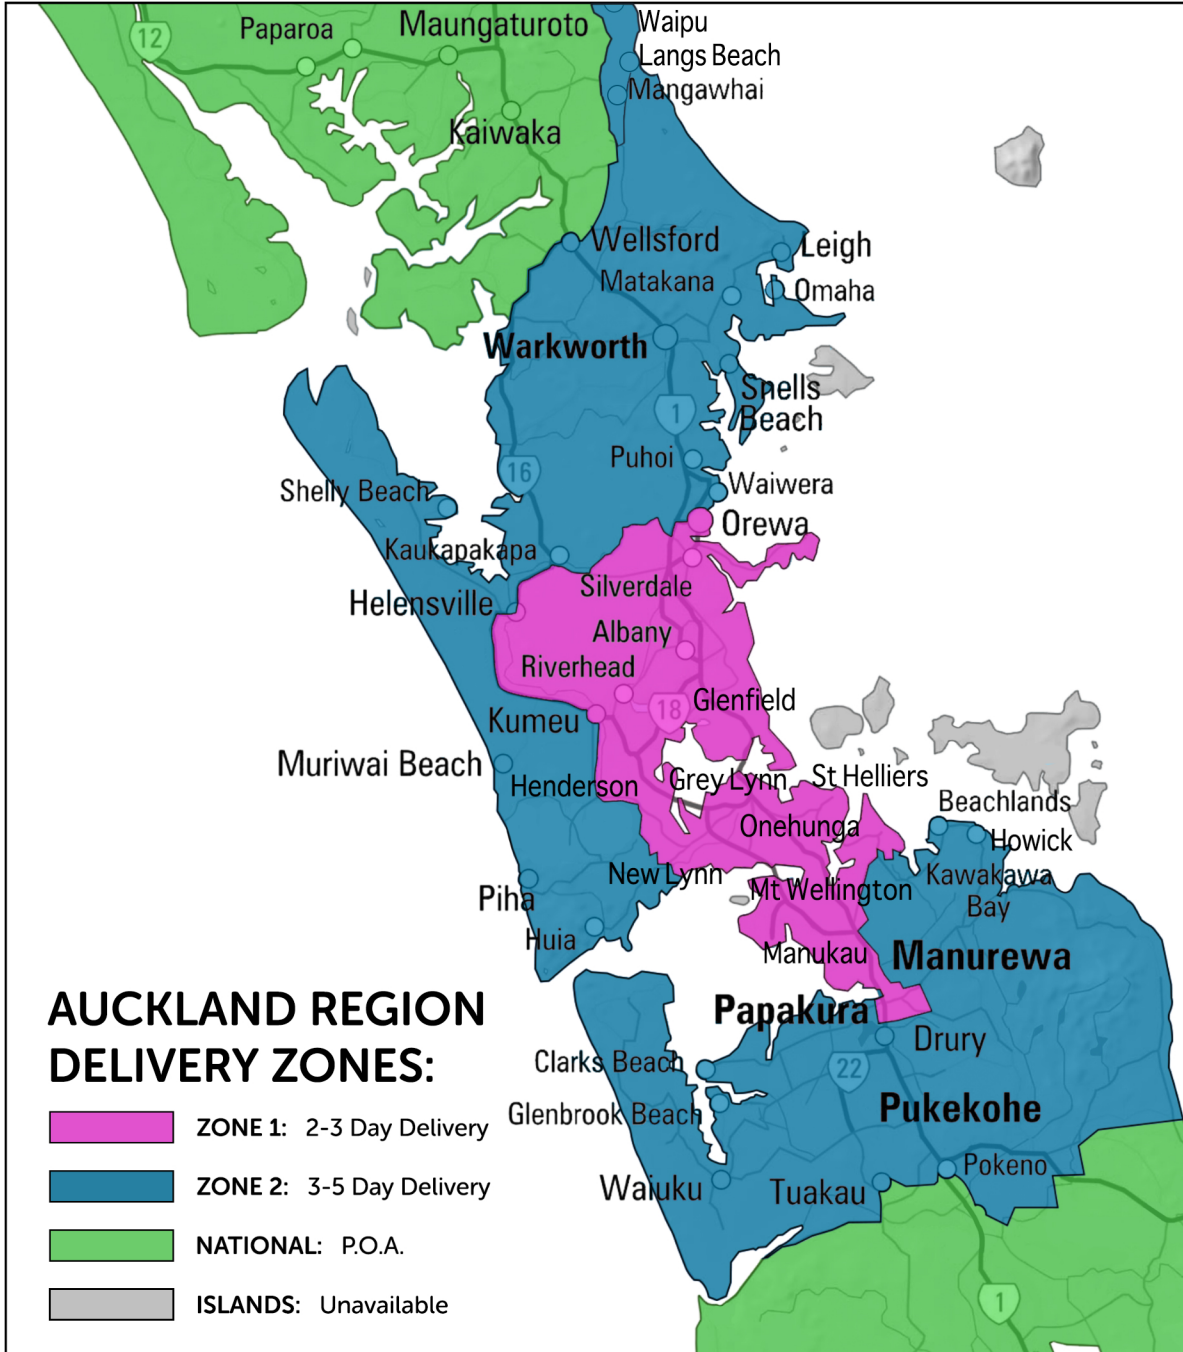 12
Paparoa
Maungaturoto
Waipu
Langs Beach
Mangawhai
Kaiwaka
Wellsford
Leigh
Matakana
Omaha
Warkworth
Snells
Beach
1
Puhoi
16
Waiwera
Shelly Beach
Orewa
Kaukapakapa
Silverdale
Helensville
Albany
Riverhead
Glenfield
18
Kumeu
Muriwai Beach
Henderson
Grey Lynn
St Helliers
Beachlands
Onehunga
Howick
New Lynn
Kawakawa
Bay
Mt Wellington
Piha
Huia
Manukau
Manurewa
Papakura
Drury
Clarks Beach
22
Glenbrook Beach
Pukekohe
Pokeno
Waiuku
Tuakau
1
AUCKLAND REGION
DELIVERY ZONES:
ZONE 1: 2-3 Day Delivery
ZONE 2: 3-5 Day Delivery
NATIONAL: P.O.A.
ISLANDS: Unavailable